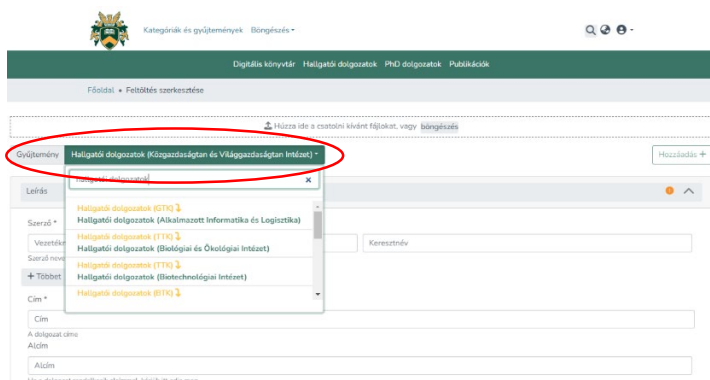 Kategóriák és gyűjtemények Böngészés
Digitális könyvtár Hallgatói dolgozatok PhD dolgozatok Publikációk
Főoldal • Feltöltés szerkesztése
Húzza ide a csatolni kívánt fájlokat, vagy böngészés
Gyűjtemény Hallgatói dolgozatok (Közgazdaságtan és Világgazdaságtan Intézet)
Hozzáadás +
hallgatói dolgozatok ×
Leírás
Hallgatói dolgozatok (GTK)
Hallgatói dolgozatok (Alkalmazott Informatika és Logisztika)
Szerző *
Hallgatói dolgozatok (TTK)
Vezetékn Hallgatói dolgozatok (Biológiai és Ökológiai Intézet) Keresztnév
Szerző neve
Hallgatói dolgozatok (TTK)
+ Többet Hallgatói dolgozatok (Biotechnológiai Intézet)
Hallgatói dolgozatok (BTK)
Cím *
Cím
A dolgozat címe
Alcím
Alcím